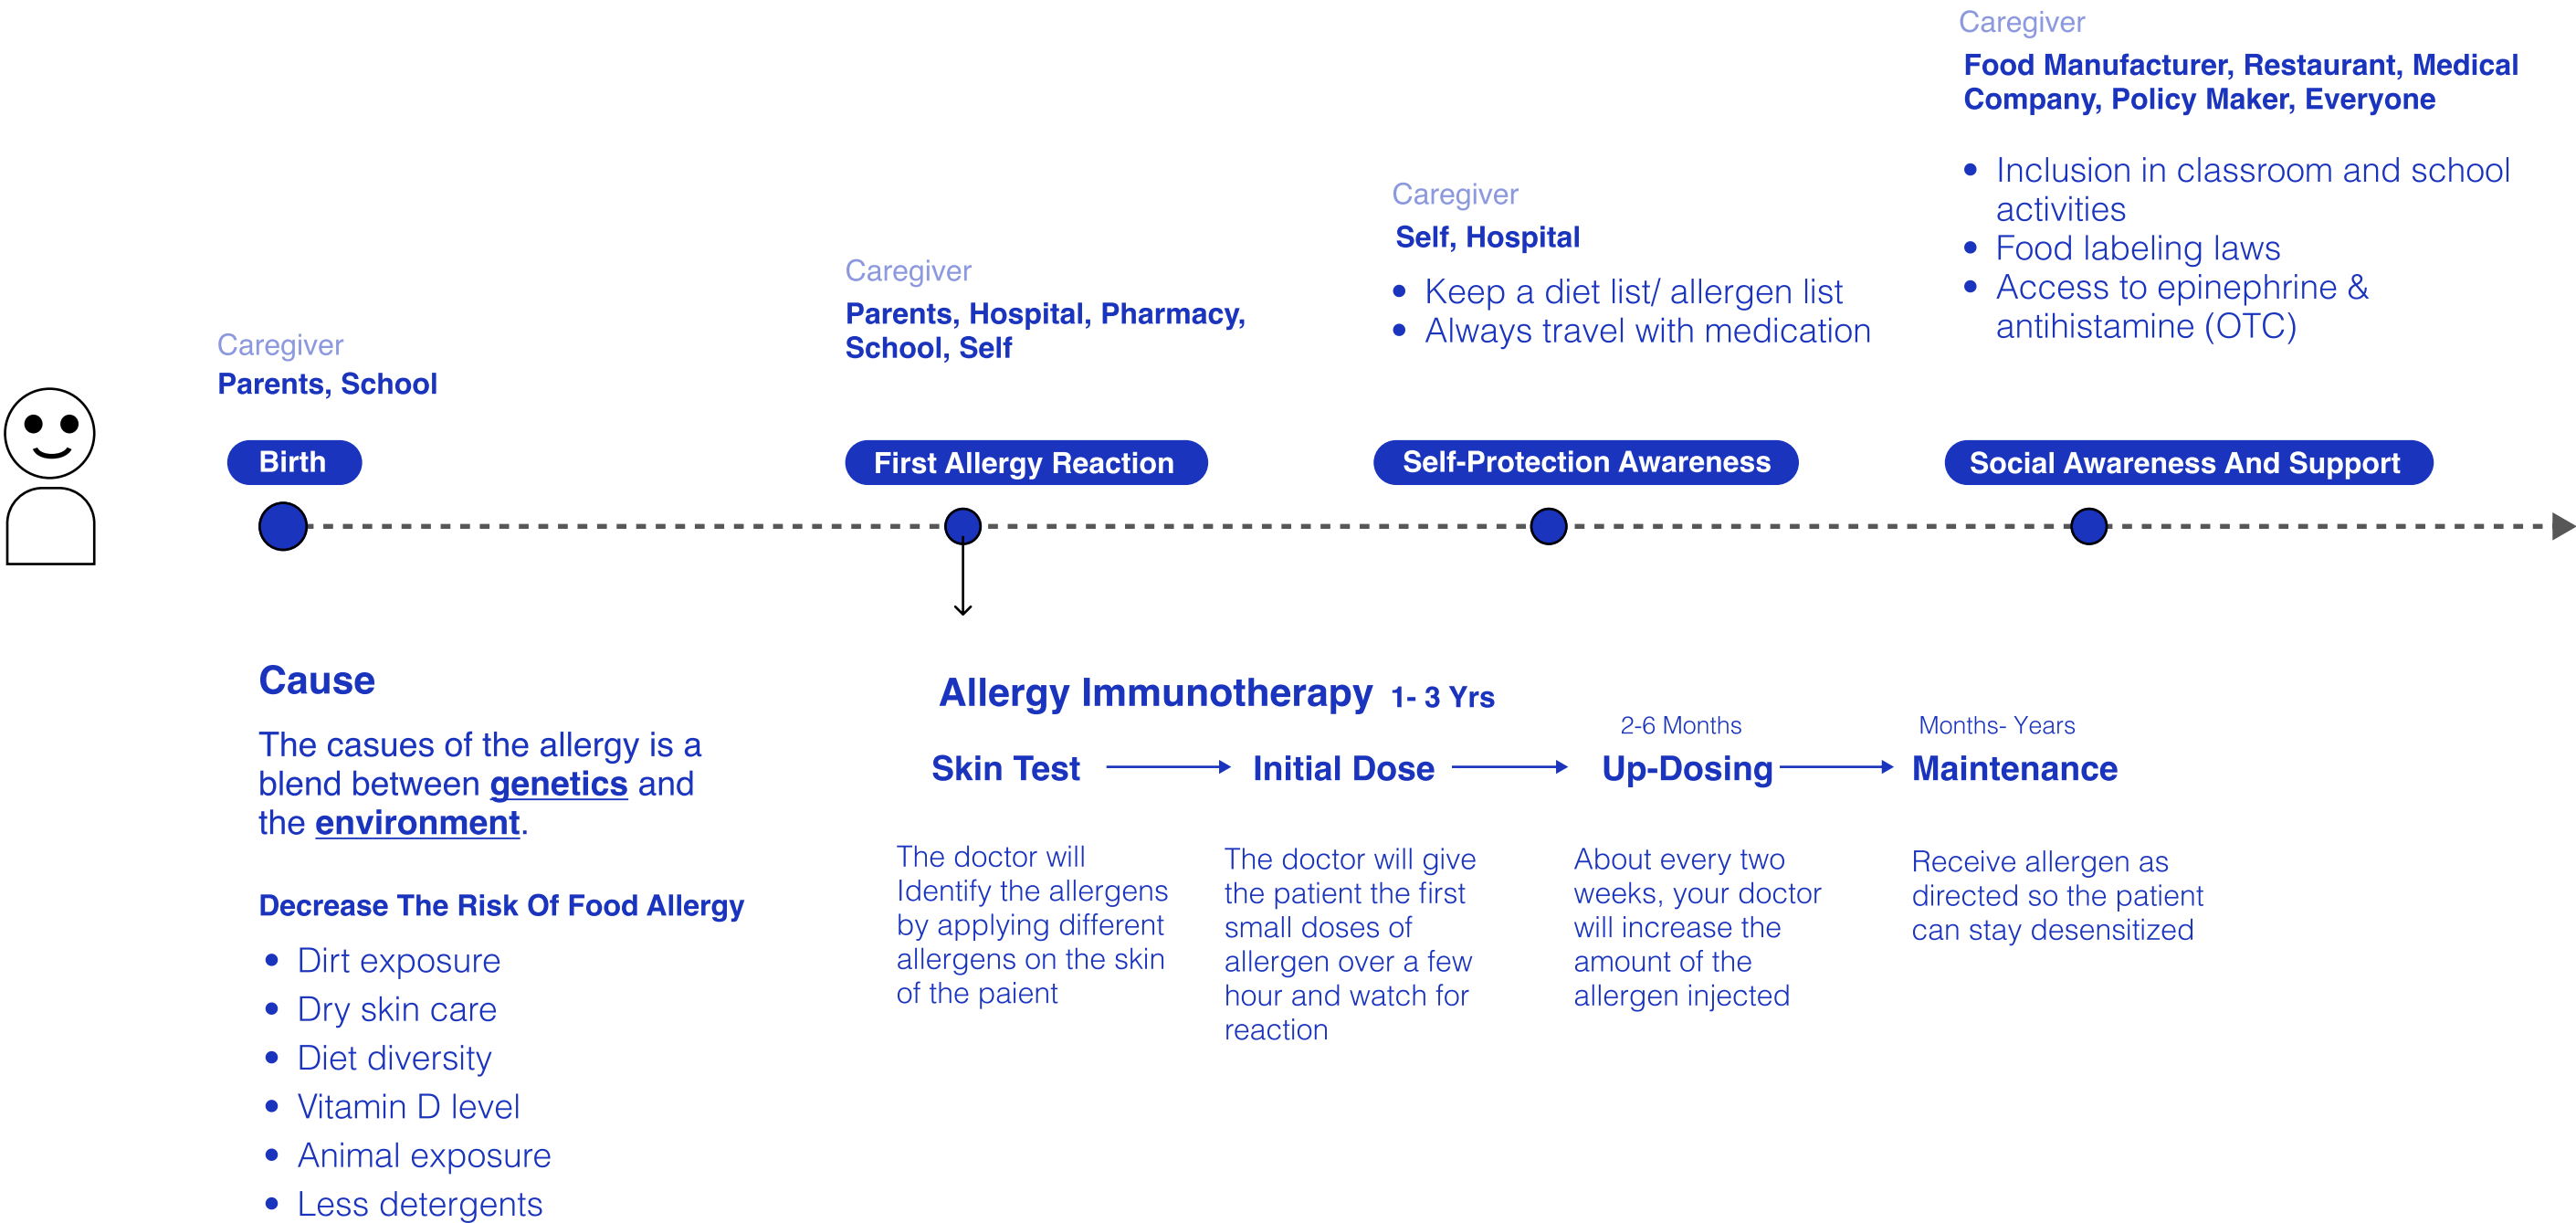 Caregiver
Food Manufacturer, Restaurant, Medical
Company, Policy Maker, Everyone
• Inclusion in classroom and school
activities
• Food labeling laws
• Access to epinephrine &
antihistamine (OTC)
Caregiver
Self, Hospital
• Keep a diet list/ allergen list
• Always travel with medication
Caregiver
Parents, Hospital, Pharmacy,
School, Self
Caregiver
Parents, School
Birth
First Allergy Reaction
Self-Protection Awareness
Social Awareness And Support
Cause
The casues of the allergy is a
blend between genetics and
the environment.
Decrease The Risk Of Food Allergy
• Dirt exposure
• Dry skin care
• Diet diversity
• Vitamin D level
• Animal exposure
• Less detergents
Allergy Immunotherapy 1- 3 Yrs
Skin Test
The doctor will
Identify the allergens
by applying different
allergens on the skin
of the paient
Initial Dose
The doctor will give
the patient the first
small doses of
allergen over a few
hour and watch for
reaction
2-6 Months
Up-Dosing
About every two
weeks, your doctor
will increase the
amount of the
allergen injected
Months- Years
Maintenance
Receive allergen as
directed so the patient
can stay desensitized